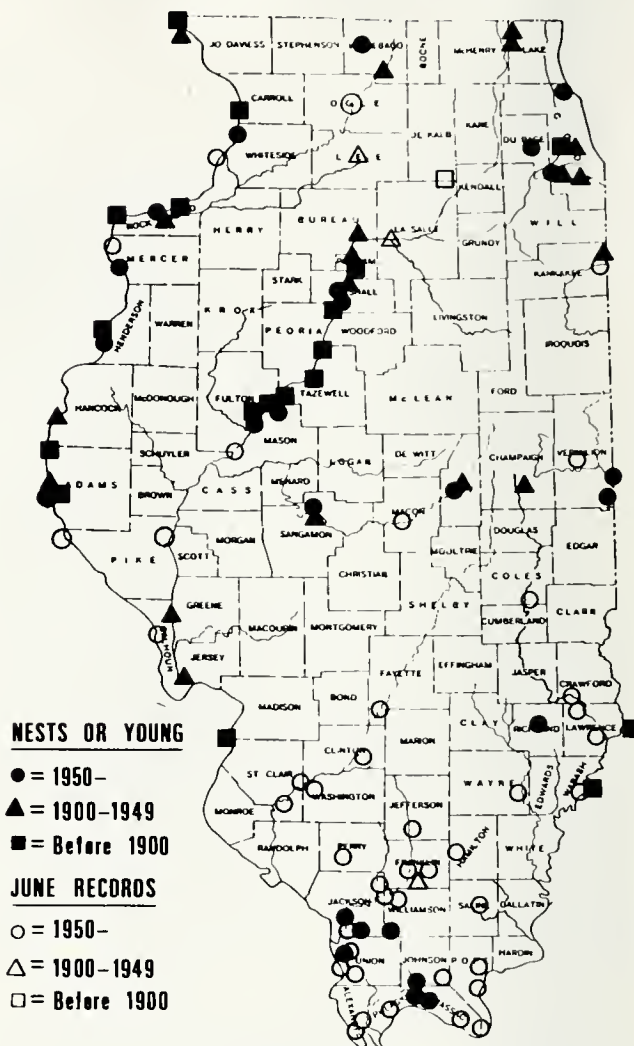 JO DAVIESS STEPHENSON
BOONE
McHENRY LAKE
CARROLL
DE KALB KANE
DU PAGE
WHITESIDE
L E E
KENDALL
ROCK
HENRY
BUREAU
LA SALLE
GRUNDY
WILL
MERCER
KANKAKEE
STARK
KNOX
PEORIA
WOODFORD
LIVINGSTON
HENDERSON
WARREN
IROQUOIS
FORD
HANCOCK
McDONOUGH
FULTON
TAZEWELL
McLEAN
SCHUYLER
MASON
LOGAN
DE WITT
CHAMPAIGN
VERMILION
ADAMS
BROWN
CASS
MENARD
MACON
SANGAMON
DOUGLAS
EDGAR
PIKE
SCOTT
MORGAN
CHRISTIAN
MOULTRIE
COLES
SHELBY
CLARK
CUMBERLAND
GREENE
MACOUPIN
MONTGOMERY
CALHOUN
JERSEY
FAYETTE
EFFINGHAM
JASPER
CRAWFORD
MADISON
BOND
CLAY
RICHLAND
LAWRENCE
MARION
CLINTON
ST. CLAIR
WASHINGTON
WAYNE
EDWARDS
WABASH
MONROE
JEFFERSON
RANDOLPH
PERRY
HAMILTON
WHITE
FRANKLIN
JACKSON
WILLIAMSON
SALINE
GALLATIN
UNION
JOHNSON
HARDIN
NESTS OR YOUNG
● = 1950-
▲ = 1900-1949
■ = Before 1900
JUNE RECORDS
○ = 1950-
△ = 1900-1949
□ = Before 1900